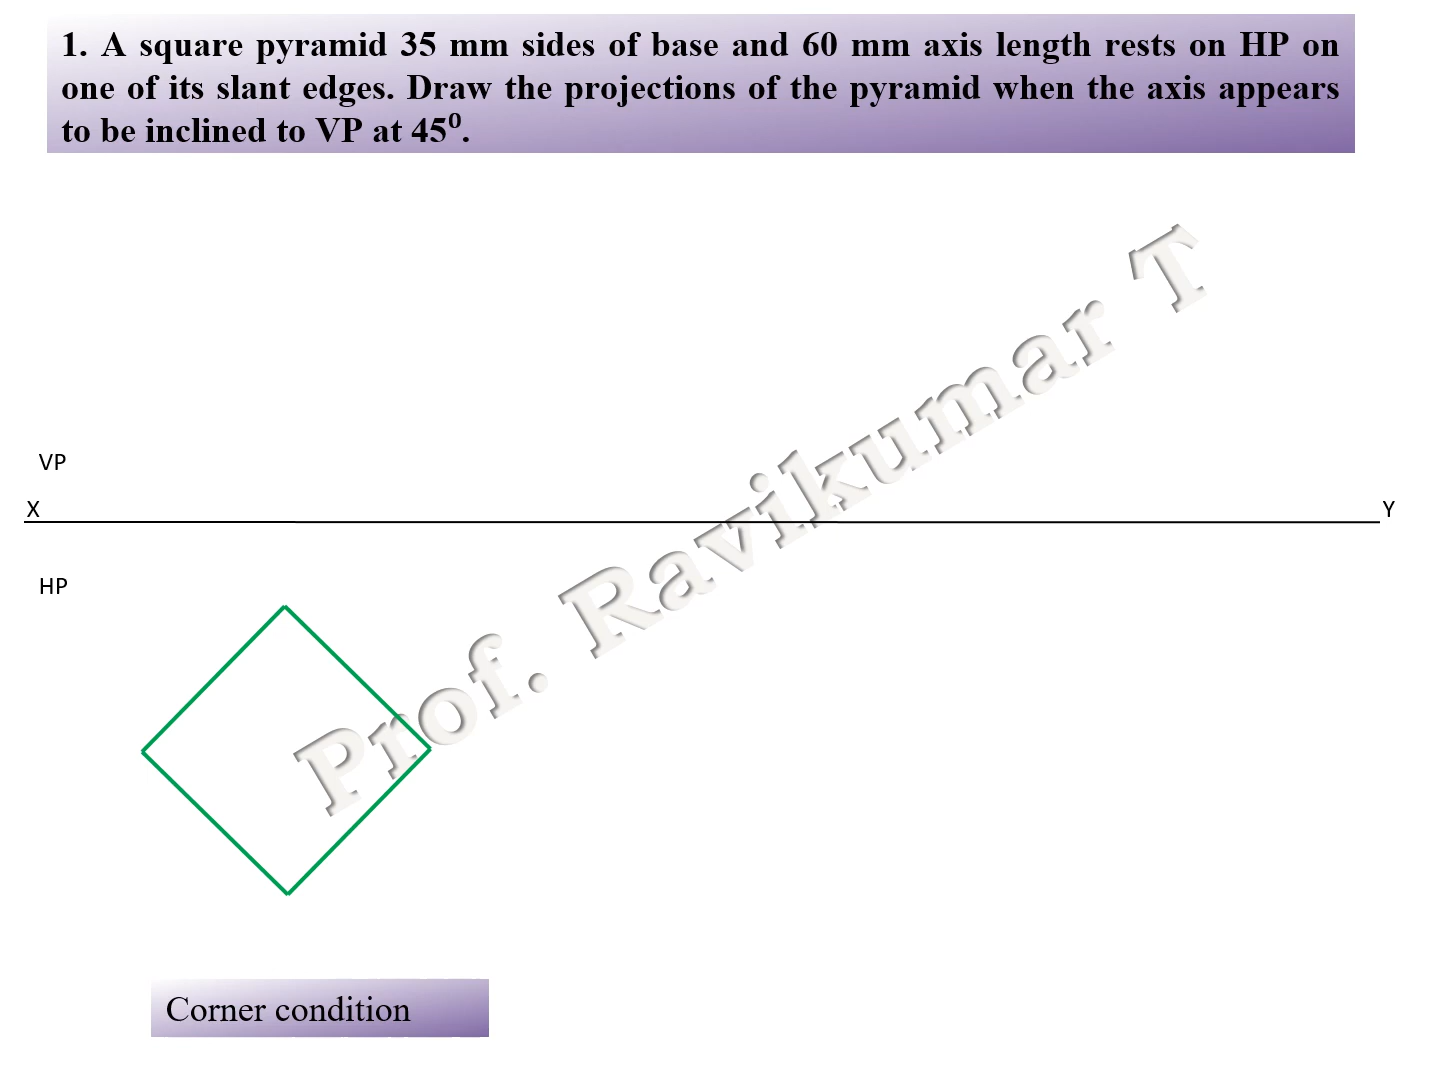 1. A square pyramid 35 mm sides of base and 60 mm axis length rests on HP on
one of its slant edges. Draw the projections of the pyramid when the axis appears
to be inclined to VP at 45⁰.
Prof. Ravikumar T
VP
X
Y
HP
Corner condition